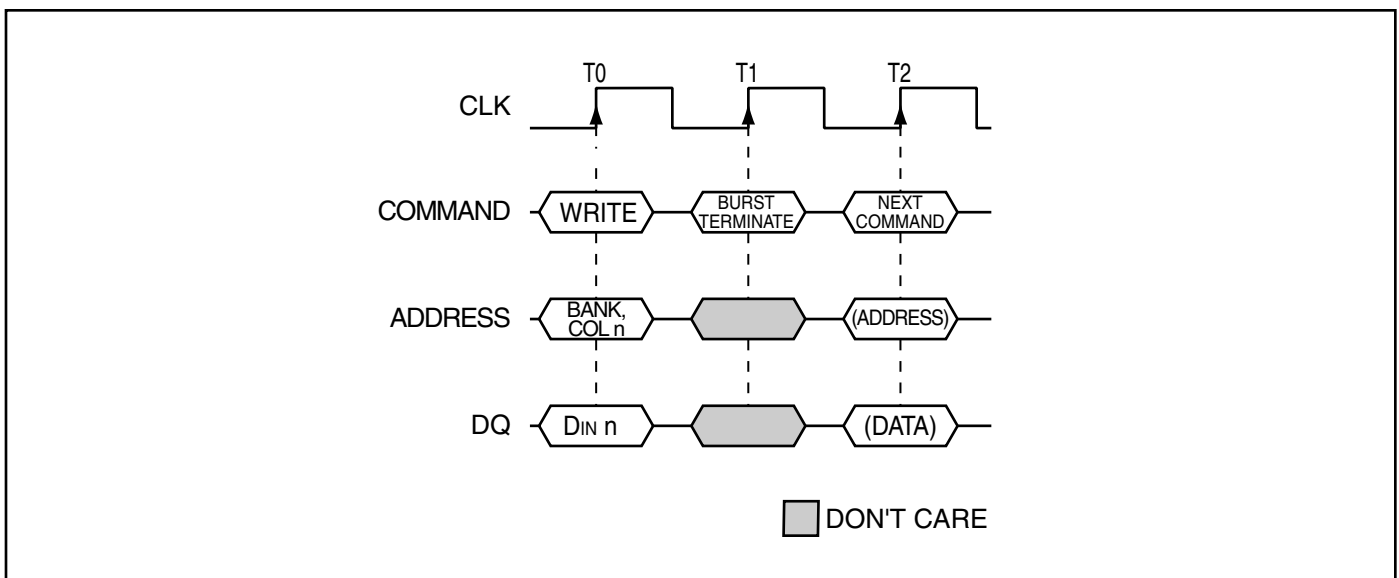 T0 T1 T2
CLK
COMMAND WRITE BURST TERMINATE NEXT COMMAND
ADDRESS BANK, COL n (ADDRESS)
DQ DIN n (DATA)
DON'T CARE